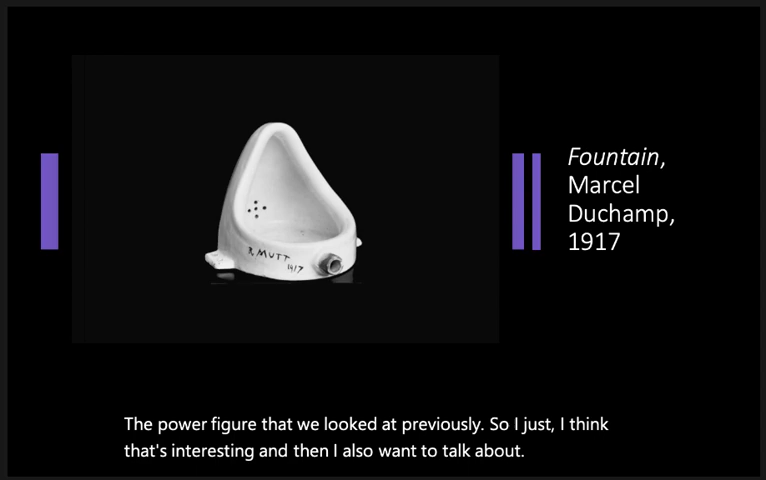 R.MUTT
1917
Fountain,
Marcel
Duchamp,
1917
The power figure that we looked at previously. So I just, I think
that's interesting and then I also want to talk about.